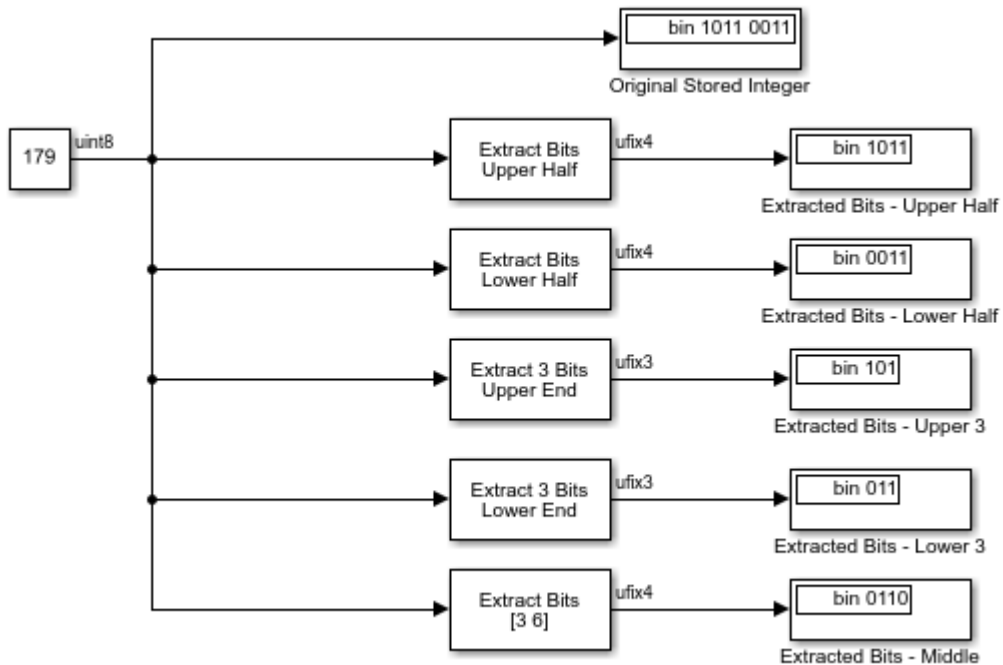 bin 1011 0011
Original Stored Integer
179
uint8
Extract Bits
Upper Half
ufix4
bin 1011
Extracted Bits - Upper Half
Extract Bits
Lower Half
ufix4
bin 0011
Extracted Bits - Lower Half
Extract 3 Bits
Upper End
ufix3
bin 101
Extracted Bits - Upper 3
Extract 3 Bits
Lower End
ufix3
bin 011
Extracted Bits - Lower 3
Extract Bits
[3 6]
ufix4
bin 0110
Extracted Bits - Middle